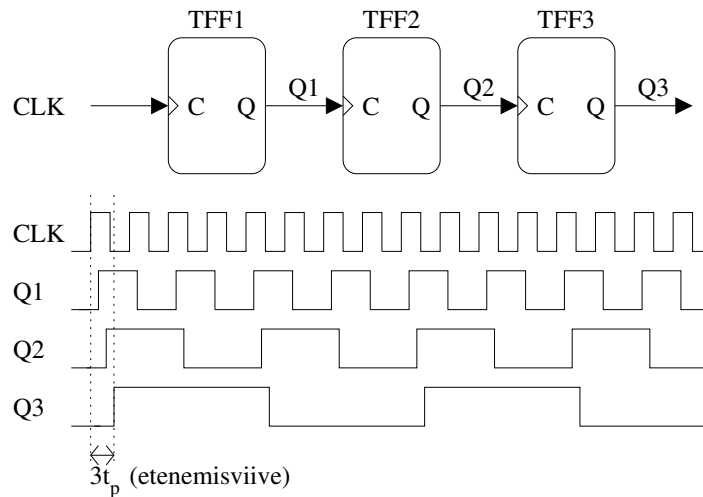 TFF1 TFF2 TFF3
CLK C Q Q1 C Q Q2 C Q Q3
CLK
Q1
Q2
Q3
3tp (etenemisviive)